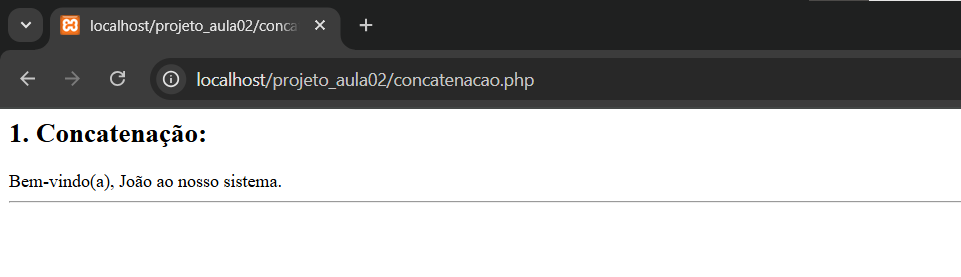 localhost/projeto_aula02/conca
localhost/projeto_aula02/concatenacao.php
1. Concatenação:
Bem-vindo(a), João ao nosso sistema.